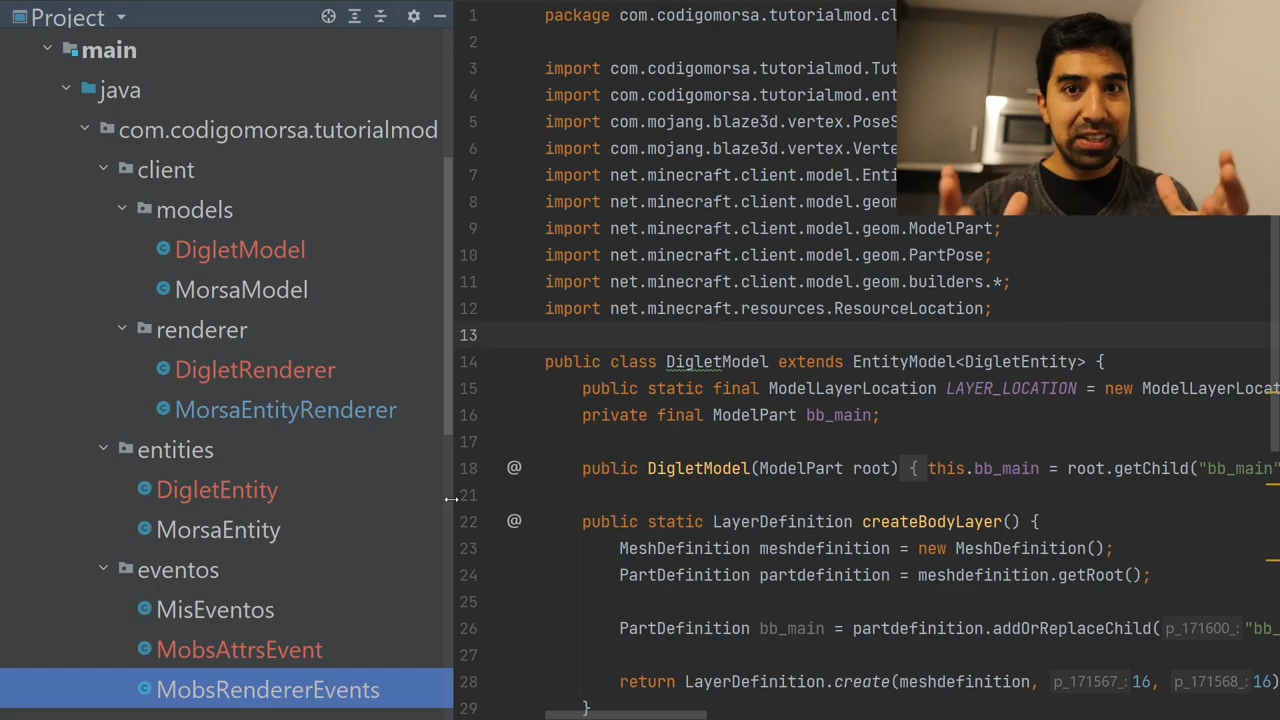 Project
main
java
com.codigomorsa.tutorialmod
client
models
DigletModel
MorsaModel
renderer
DigletRenderer
MorsaEntityRenderer
entities
DigletEntity
MorsaEntity
eventos
MisEventos
MobsAttrsEvent
MobsRendererEvents
1 package com.codigomorsa.tutorialmod.cl
2
3 import com.codigomorsa.tutorialmod.Tut
4 import com.codigomorsa.tutorialmod.ent
5 import com.mojang.blaze3d.vertex.PoseS
6 import com.mojang.blaze3d.vertex.Verte
7 import net.minecraft.client.model.Enti
8 import net.minecraft.client.model.geom
9 import net.minecraft.client.model.geom.ModelPart;
10 import net.minecraft.client.model.geom.PartPose;
11 import net.minecraft.client.model.geom.builders.*;
12 import net.minecraft.resources.ResourceLocation;
13
14 public class DigletModel extends EntityModel<DigletEntity> {
15 public static final ModelLayerLocation LAYER_LOCATION = new ModelLayerLocat
16 private final ModelPart bb_main;
17
18 @ public DigletModel(ModelPart root) { this.bb_main = root.getChild("bb_main"
21
22 @ public static LayerDefinition createBodyLayer() {
23 MeshDefinition meshdefinition = new MeshDefinition();
24 PartDefinition partdefinition = meshdefinition.getRoot();
25
26 PartDefinition bb_main = partdefinition.addOrReplaceChild( p_171600_: "bb_
27
28 return LayerDefinition.create(meshdefinition, p_171567_: 16, p_171568_: 16)
29 }